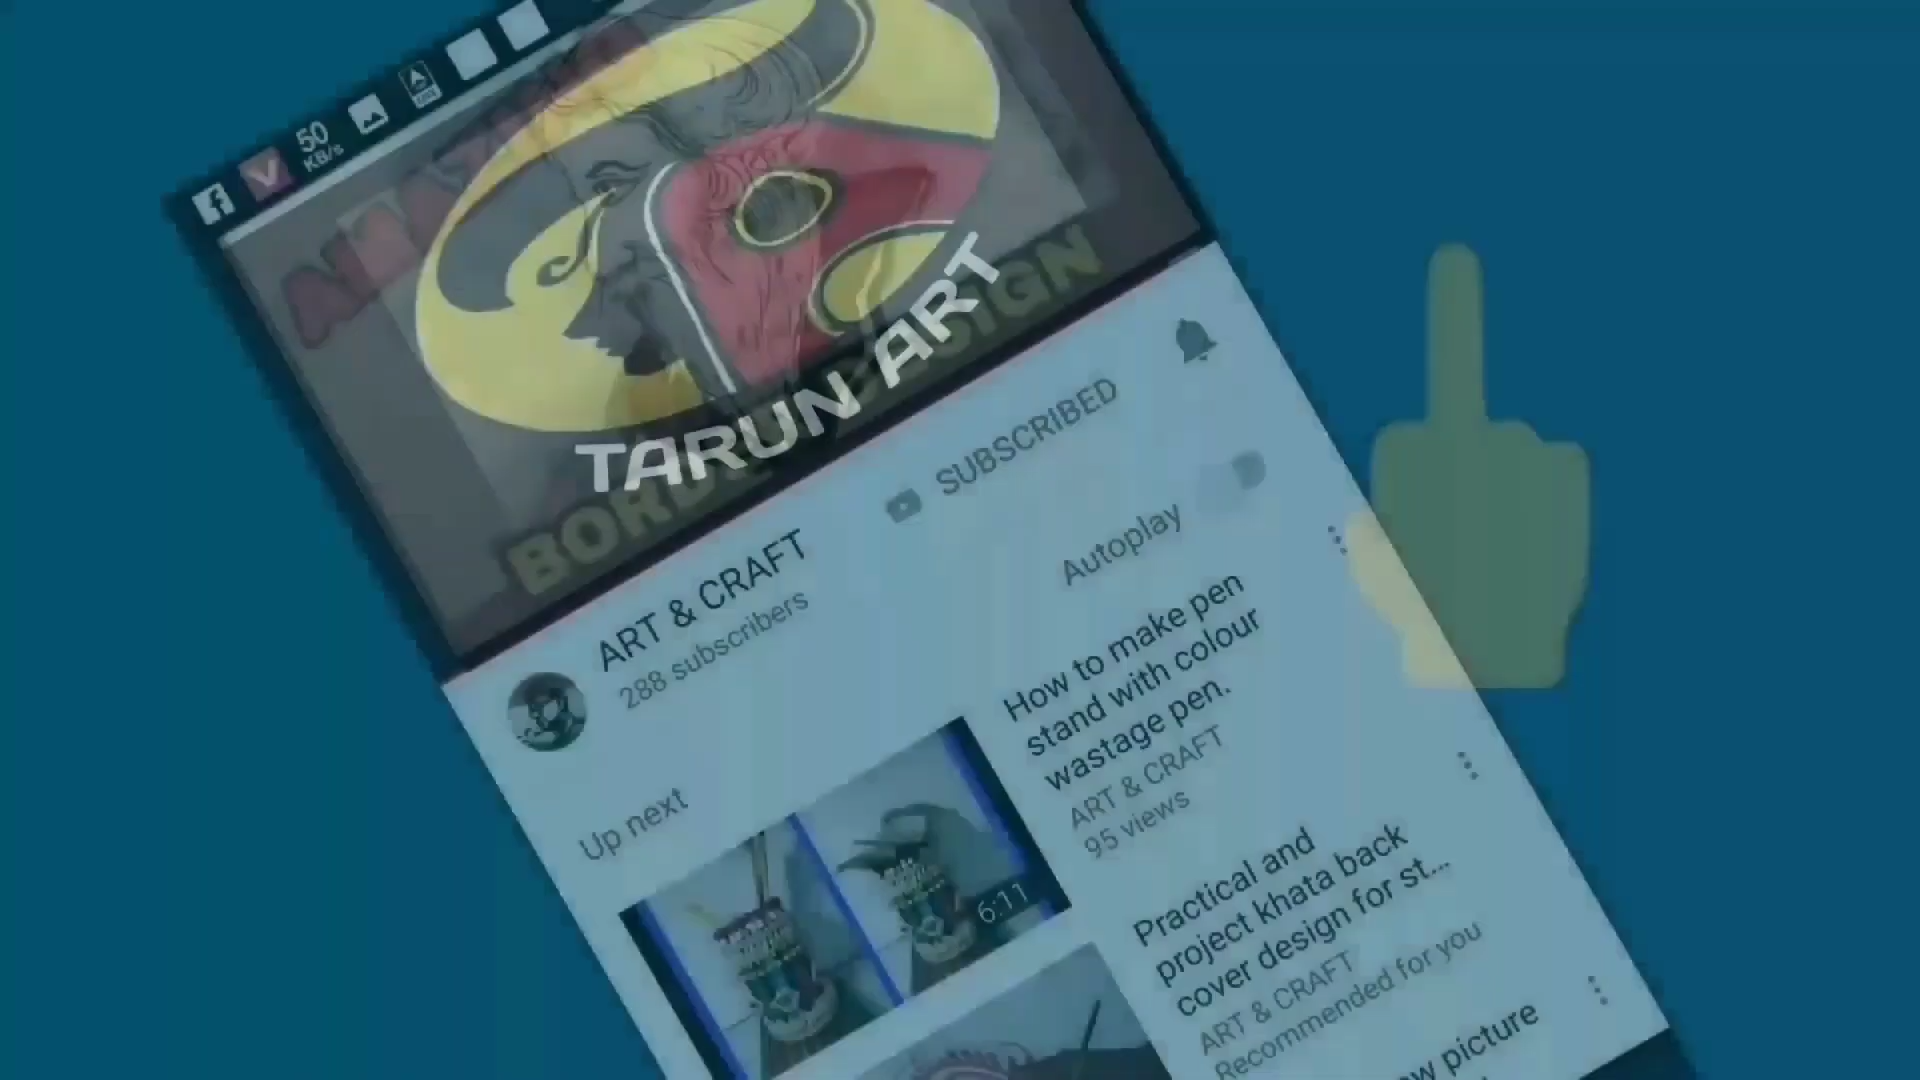 50
KB/s
TARUN ART
BORDER DESIGN
SUBSCRIBED
ART & CRAFT
288 subscribers
Autoplay
Up next
How to make pen
stand with colour
wastage pen.
ART & CRAFT
95 views
6:11
Practical and
project khata back
cover design for st...
ART & CRAFT
Recommended for you
picture